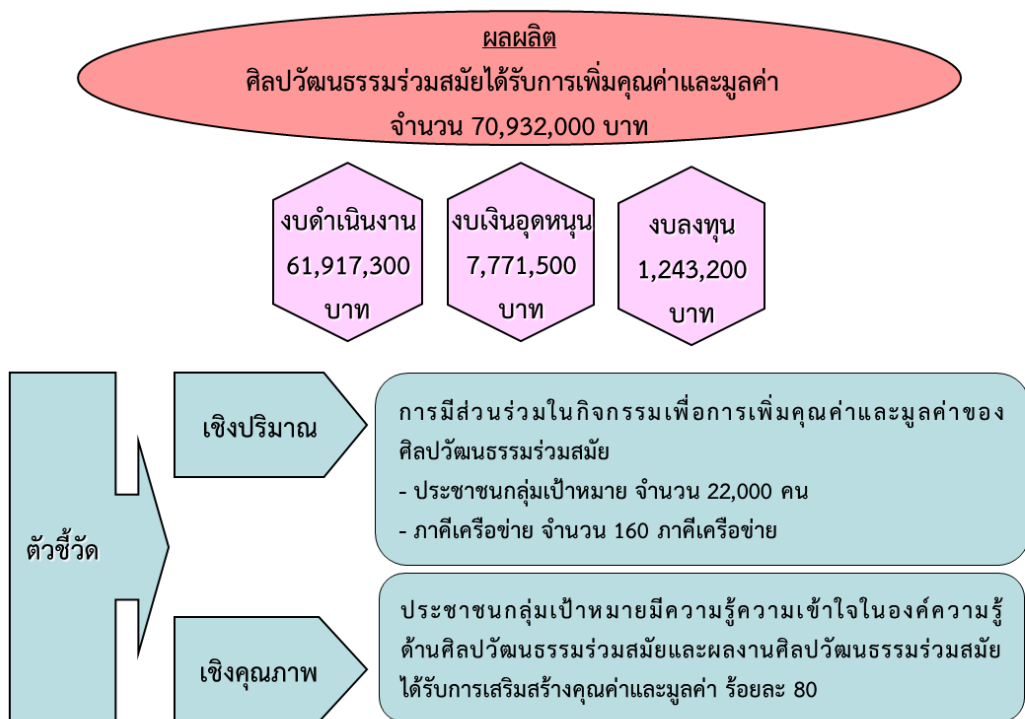 ผลผลิต
ศิลปวัฒนธรรมร่วมสมัยได้รับการเพิ่มคุณค่าและมูลค่า
จำนวน 70,932,000 บาท
งบดำเนินงาน
61,917,300
บาท
งบเงินอุดหนุน
7,771,500
บาท
งบลงทุน
1,243,200
บาท
ตัวชี้วัด
เชิงปริมาณ
การมีส่วนร่วมในกิจกรรมเพื่อการเพิ่มคุณค่าและมูลค่าของ
ศิลปวัฒนธรรมร่วมสมัย
- ประชาชนกลุ่มเป้าหมาย จำนวน 22,000 คน
- ภาคีเครือข่าย จำนวน 160 ภาคีเครือข่าย
เชิงคุณภาพ
ประชาชนกลุ่มเป้าหมายมีความรู้ความเข้าใจในองค์ความรู้
ด้านศิลปวัฒนธรรมร่วมสมัยและผลงานศิลปวัฒนธรรมร่วมสมัย
ได้รับการเสริมสร้างคุณค่าและมูลค่า ร้อยละ 80